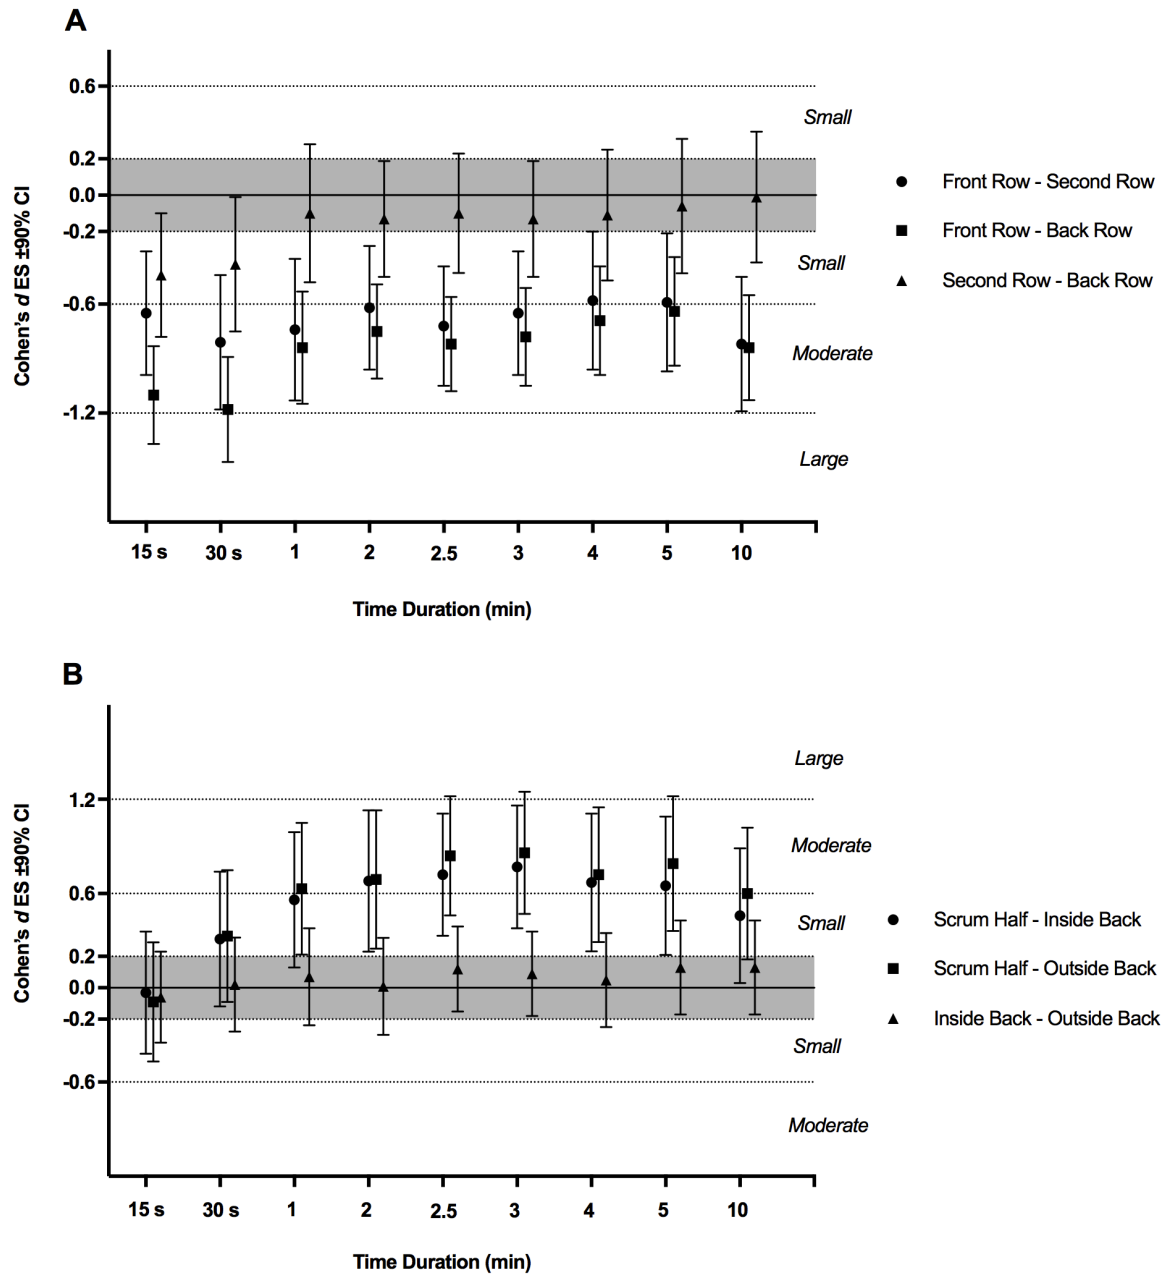 A
0.6
Small
0.2
0.0
-0.2
Small
-0.6
Moderate
-1.2
Large
Cohen's d ES ±90% CI
Front Row - Second Row
Front Row - Back Row
Second Row - Back Row
15 s 30 s 1 2 2.5 3 4 5 10
Time Duration (min)
B
Large
1.2
Moderate
0.6
Small
0.2
0.0
-0.2
Small
-0.6
Moderate
Cohen's d ES ±90% CI
Scrum Half - Inside Back
Scrum Half - Outside Back
Inside Back - Outside Back
15 s 30 s 1 2 2.5 3 4 5 10
Time Duration (min)